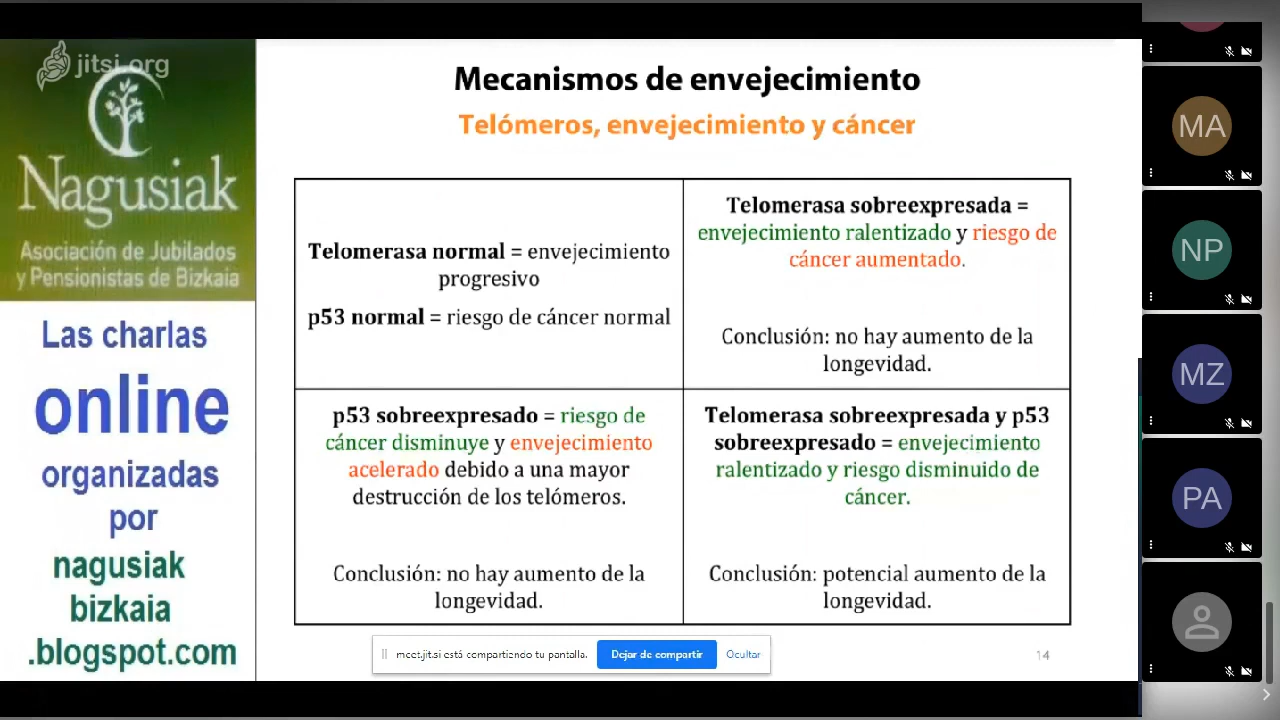 jitsi.org
Nagusiak
Asociación de Jubilados
y Pensionistas de Bizkaia
Las charlas
online
organizadas
por
nagusiak
bizkaia
.blogspot.com
Mecanismos de envejecimiento
Telómeros, envejecimiento y cáncer
Telomerasa normal = envejecimiento
progresivo
p53 normal = riesgo de cáncer normal
Telomerasa sobreexpresada =
envejecimiento ralentizado y riesgo de
cáncer aumentado.
Conclusión: no hay aumento de la
longevidad.
p53 sobreexpresado = riesgo de
cáncer disminuye y envejecimiento
acelerado debido a una mayor
destrucción de los telómeros.
Conclusión: no hay aumento de la
longevidad.
Telomerasa sobreexpresada y p53
sobreexpresado = envejecimiento
ralentizado y riesgo disminuido de
cáncer.
Conclusión: potencial aumento de la
longevidad.
meet.jit.si está compartiendo tu pantalla.
Dejar de compartir
Ocultar
14
MA
NP
MZ
PA